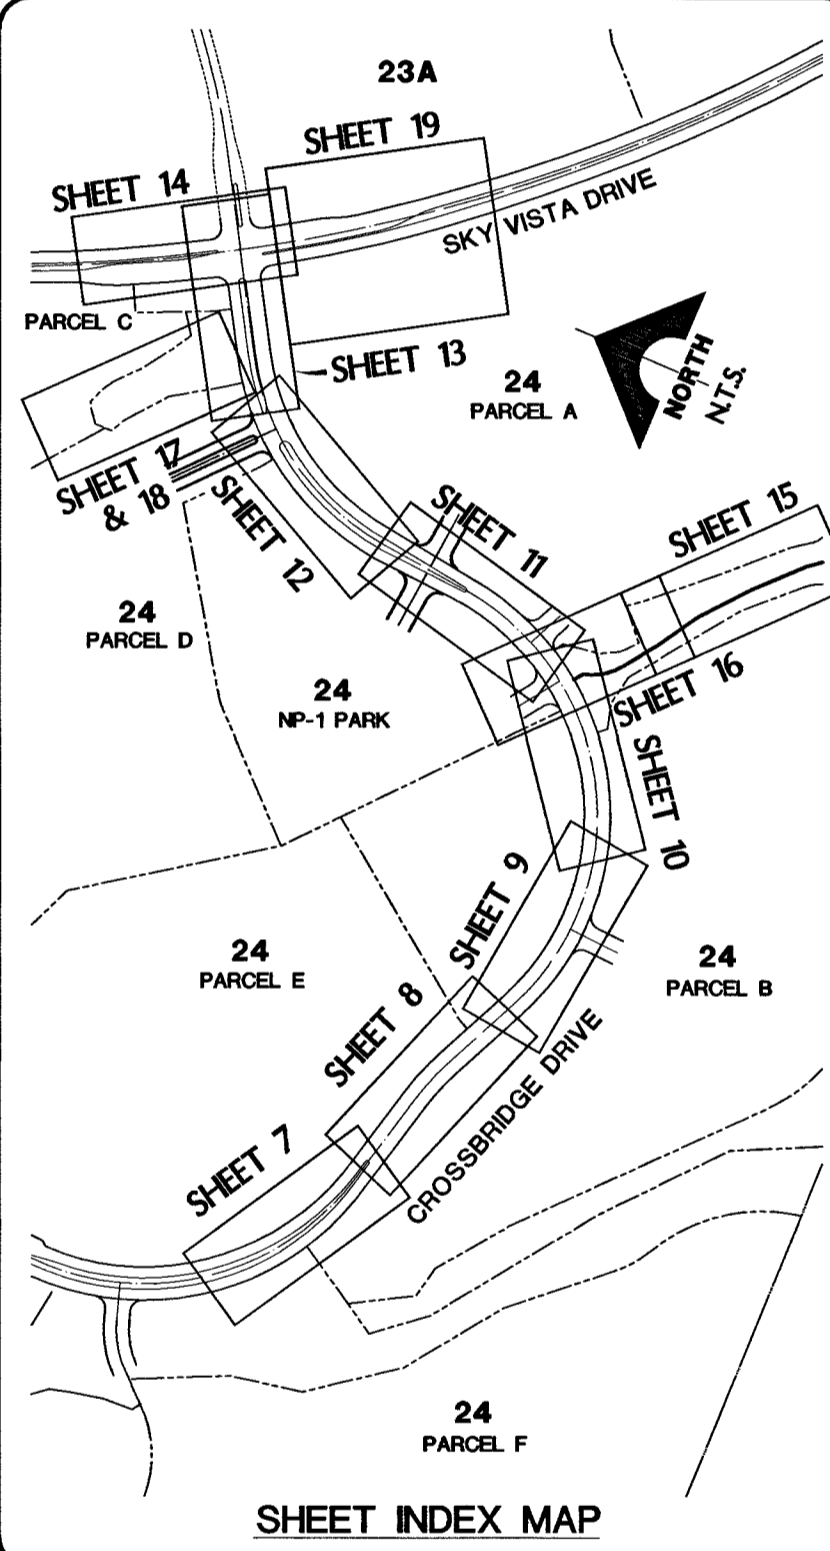 23A
SHEET 19
SHEET 14
SKY VISTA DRIVE
PARCEL C
SHEET 13
NORTH
N.T.S.
24
PARCEL A
SHEET 17
& 18
SHEET 12
SHEET 11
SHEET 15
24
PARCEL D
24
NP-1 PARK
SHEET 16
SHEET 10
SHEET 9
24
PARCEL E
24
PARCEL B
SHEET 8
CROSSBRIDGE DRIVE
SHEET 7
24
PARCEL F
SHEET INDEX MAP